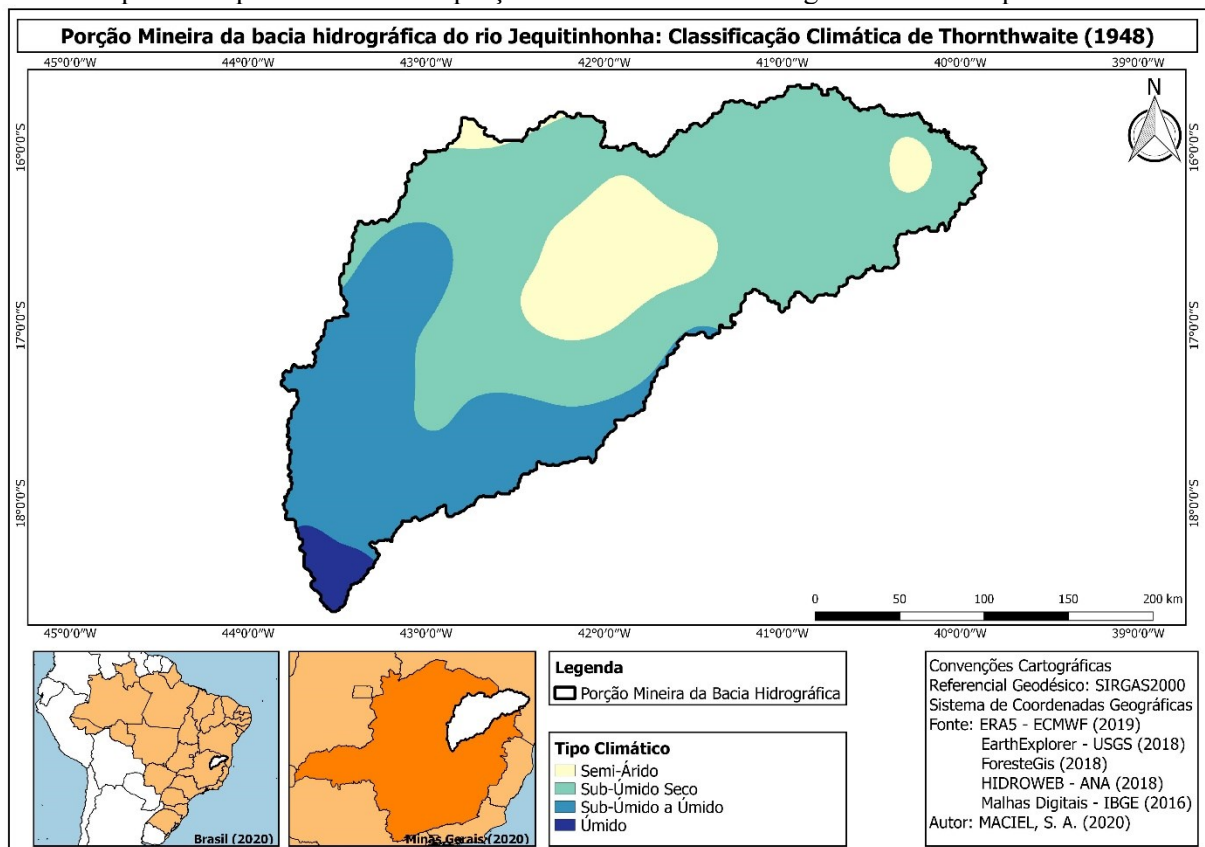 Porção Mineira da bacia hidrográfica do rio Jequitinhonha: Classificação Climática de Thornthwaite (1948)
45°0'0"W 44°0'0"W 43°0'0"W 42°0'0"W 41°0'0"W 40°0'0"W 39°0'0"W
N
16°0'0"S 16°0'0"S
17°0'0"S 17°0'0"S
18°0'0"S 18°0'0"S
0 50 100 150 200 km
45°0'0"W 44°0'0"W 43°0'0"W 42°0'0"W 41°0'0"W 40°0'0"W 39°0'0"W
Brasil (2020)
Minas Gerais (2020)
Legenda
Porção Mineira da Bacia Hidrográfica
Tipo Climático
Semi-Árido
Sub-Úmido Seco
Sub-Úmido a Úmido
Úmido
Convenções Cartográficas
Referencial Geodésico: SIRGAS2000
Sistema de Coordenadas Geográficas
Fonte: ERA5 - ECMWF (2019)
EarthExplorer - USGS (2018)
ForesteGis (2018)
HIDROWEB - ANA (2018)
Malhas Digitais - IBGE (2016)
Autor: MACIEL, S. A. (2020)